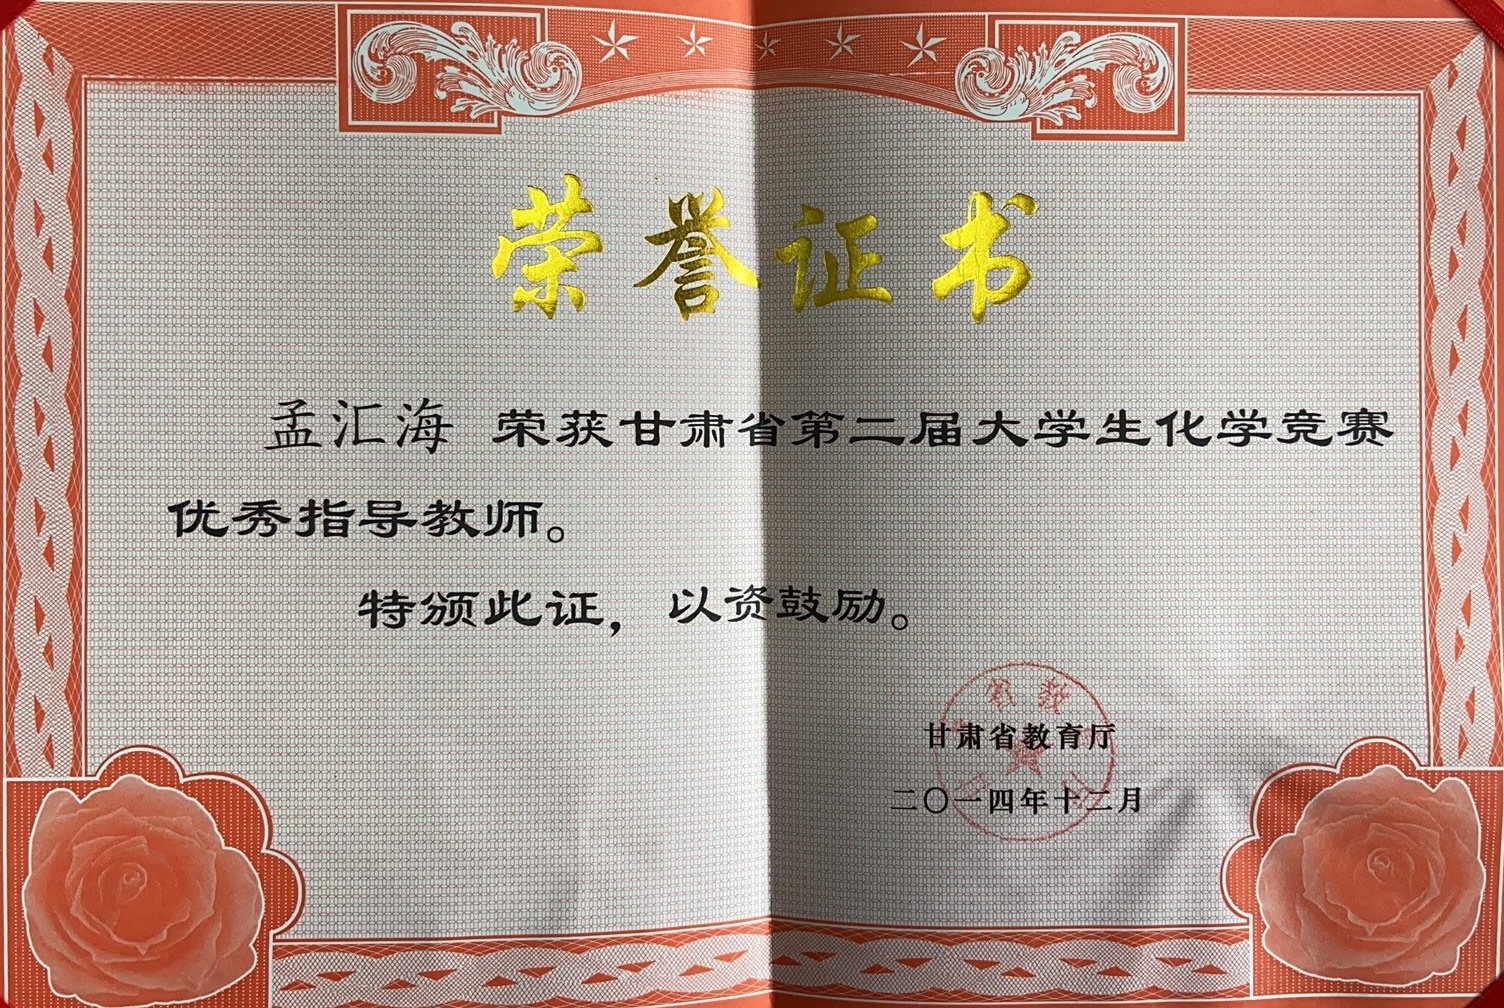 荣誉证书
孟汇海 荣获甘肃省第二届大学生化学竞赛
优秀指导教师。
特颁此证，以资鼓励。
甘肃省教育厅
二〇一四年十二月